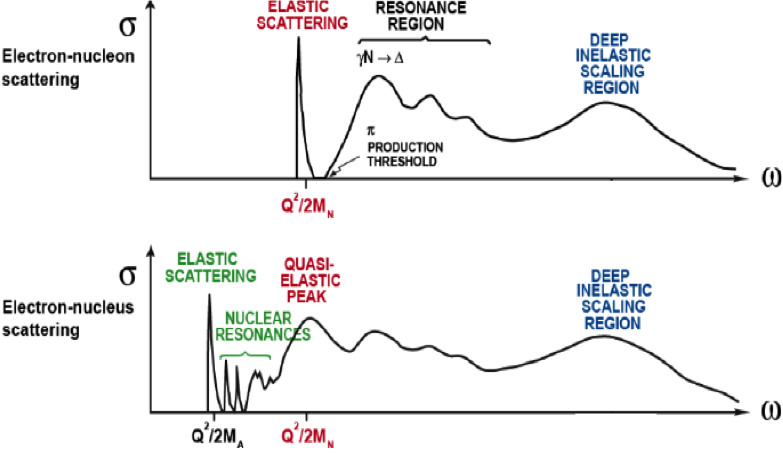 σ
Electron-nucleon
scattering
ELASTIC
SCATTERING
RESONANCE
REGION
γN → Δ
π
PRODUCTION
THRESHOLD
DEEP
INELASTIC
SCALING
REGION
ω
Q²/2M_N
σ
Electron-nucleus
scattering
ELASTIC
SCATTERING
NUCLEAR
RESONANCES
QUASI-
ELASTIC
PEAK
DEEP
INELASTIC
SCALING
REGION
ω
Q²/2M_A
Q²/2M_N